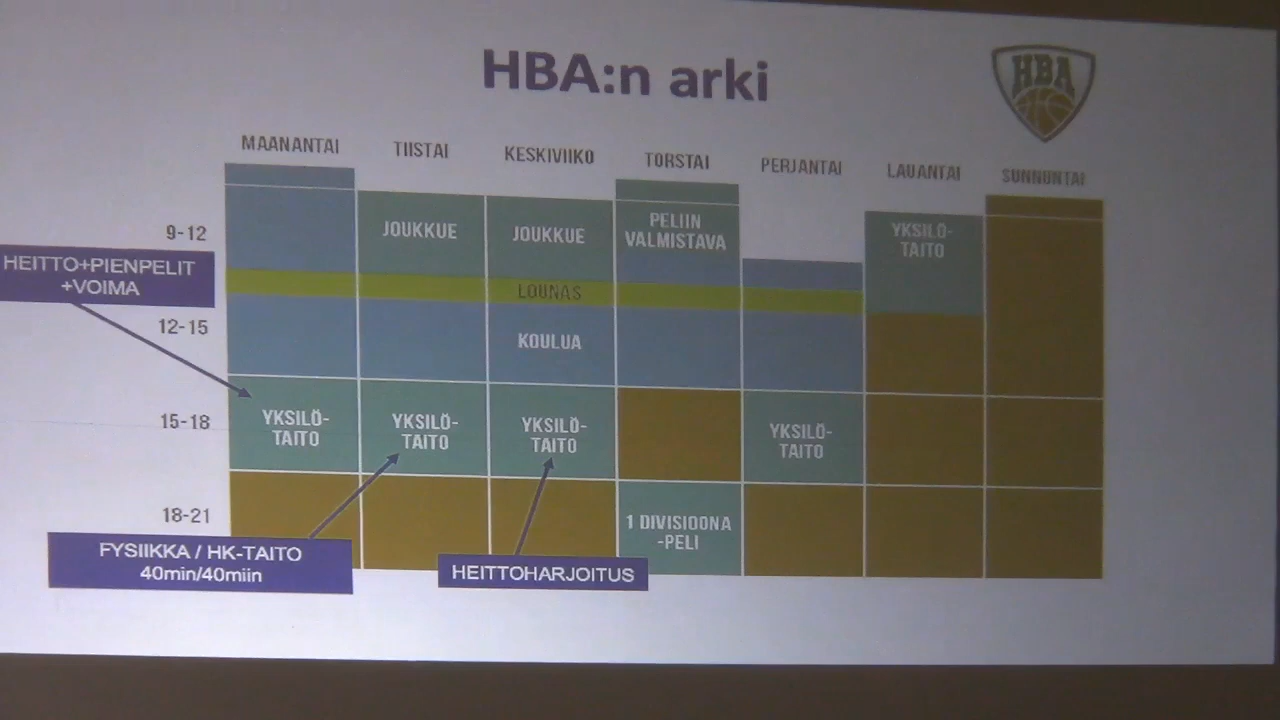 HBA:n arki
HBA
MAANANTAI
TIISTAI
KESKIVIIKO
TORSTAI
PERJANTAI
LAUANTAI
SUNNUNTAI
9-12
JOUKKUE
JOUKKUE
PELIIN
VALMISTAVA
YKSILÖ-
TAITO
HEITTO+PIENPELIT
+VOIMA
LOUNAS
12-15
KOULUA
15-18
YKSILÖ-
TAITO
YKSILÖ-
TAITO
YKSILÖ-
TAITO
YKSILÖ-
TAITO
18-21
1 DIVISIOONA
-PELI
FYSIIKKA / HK-TAITO
40min/40miin
HEITTOHARJOITUS